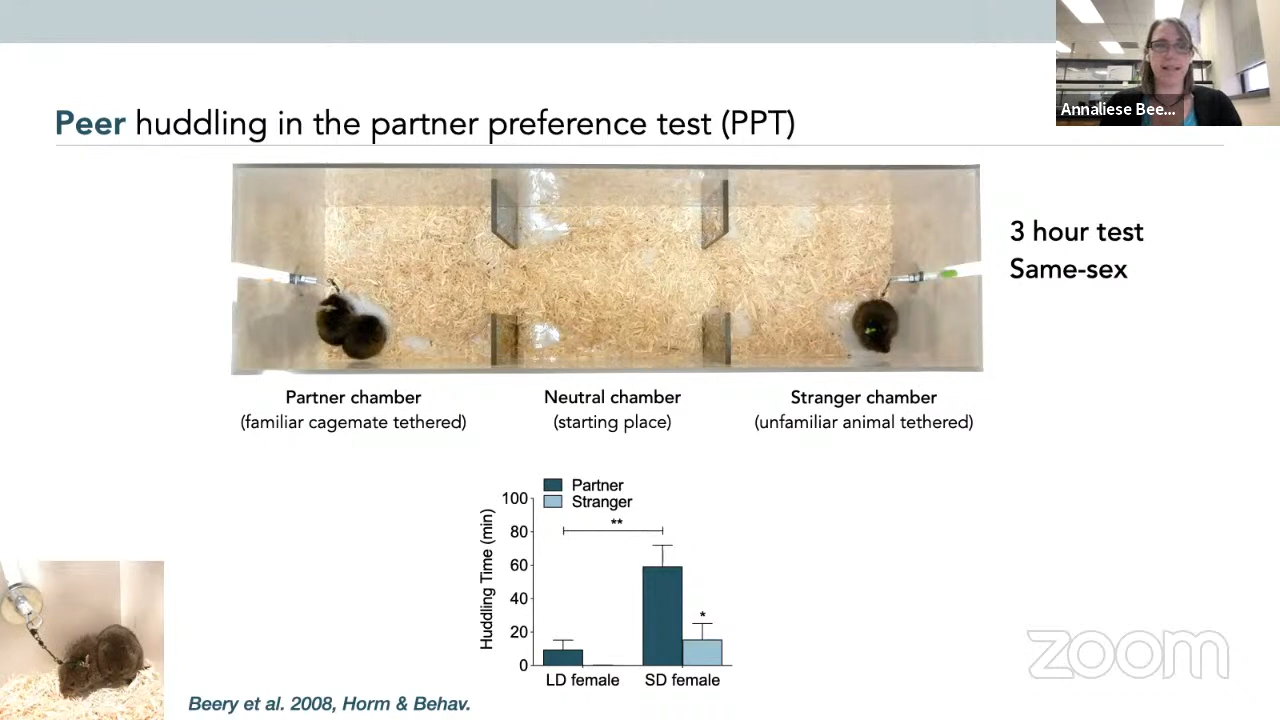 Annaliese Bee...
Peer huddling in the partner preference test (PPT)
3 hour test
Same-sex
Partner chamber
(familiar cagemate tethered)
Neutral chamber
(starting place)
Stranger chamber
(unfamiliar animal tethered)
Partner
Stranger
Huddling Time (min)
100
80
60
40
20
0
**
*
LD female
SD female
Beery et al. 2008, Horm & Behav.
zoom